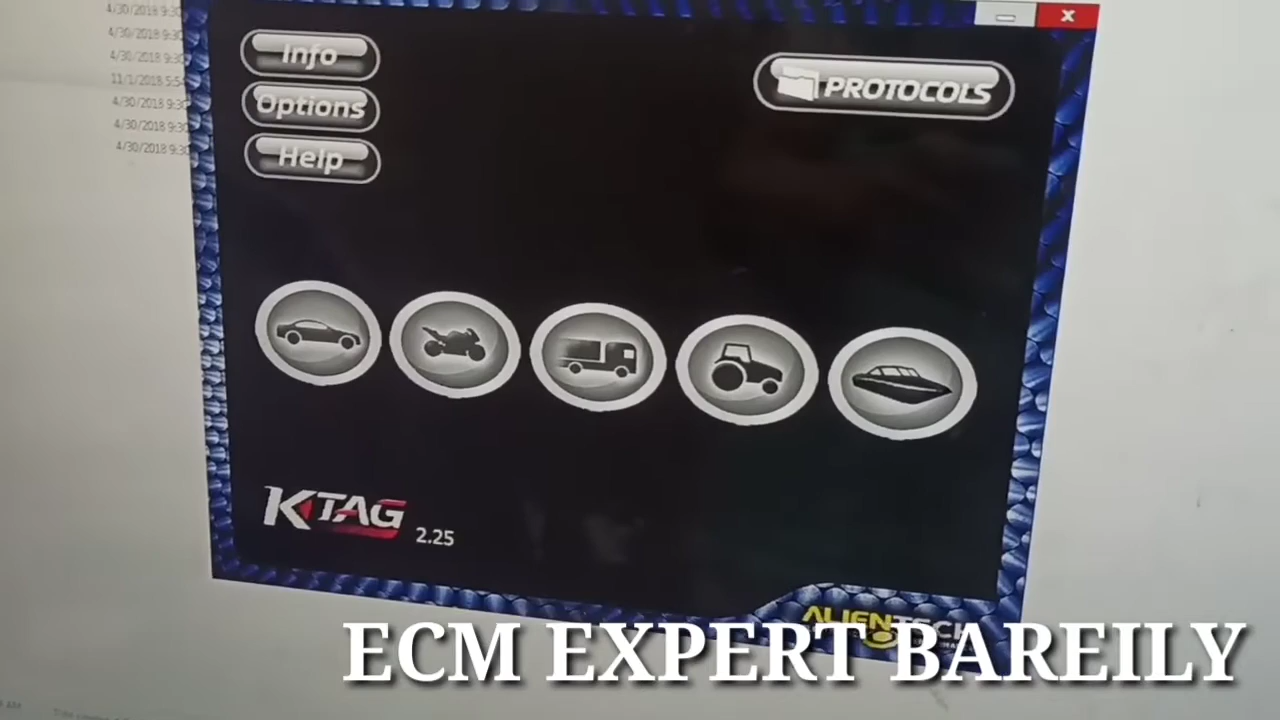 4/30/2018 9:30
4/30/2018 9:30
4/30/2018 9:30
11/1/2018 5:54
4/30/2018 9:30
4/30/2018 9:30
4/30/2018 9:30
Info
Options
Help
PROTOCOLS
KTAG 2.25
ALIENTECH
ECM EXPERT BAREILY
AM